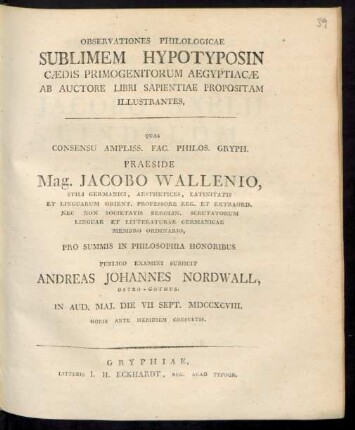 39
OBSERVATIONES PHILOLOGICAE
SUBLIMEM HYPOTYPOSIN
CÆDIS PRIMOGENITORUM AEGYPTIACÆ
AB AUCTORE LIBRI SAPIENTIAE PROPOSITAM
ILLUSTRANTES,
QUAS
CONSENSU AMPLISS. FAC. PHILOS. GRYPH.
PRAESIDE
Mag. JACOBO WALLENIO,
STILI GERMANICI, AESTHETICES, LATINITATIS
ET LINGUARUM ORIENT. PROFESSORE REG. ET EXTRAORD.
NEC NON SOCIETATIS BEROLIN. SCRUTATORUM
LINGUAE ET LITTERATURAE GERMANICAE
MEMBRO ORDINARIO,
PRO SUMMIS IN PHILOSOPHIA HONORIBUS
PUBLICO EXAMINI SUBIICIT
ANDREAS JOHANNES NORDWALL,
OSTRO-GOTHUS.
IN AUD. MAI. DIE VII SEPT. MDCCXCVIII.
HORIS ANTE MERIDIEM CONSUETIS.
GRYPHIAE,
LITTERIS I. H. ECKHARDT, REG. ACAD TYPOGR.